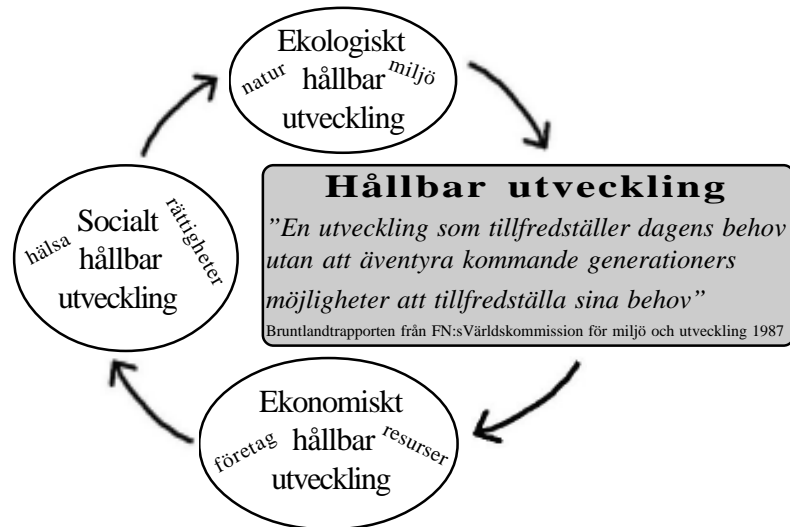 Ekologiskt
natur hållbar miljö
utveckling
Hållbar utveckling
”En utveckling som tillfredställer dagens behov
utan att äventyra kommande generationers
möjligheter att tillfredställa sina behov”
Bruntlandtrapporten från FN:sVärldskommission för miljö och utveckling 1987
Socialt
hälsa hållbar rättigheter
utveckling
Ekonomiskt
företag hållbar resurser
utveckling